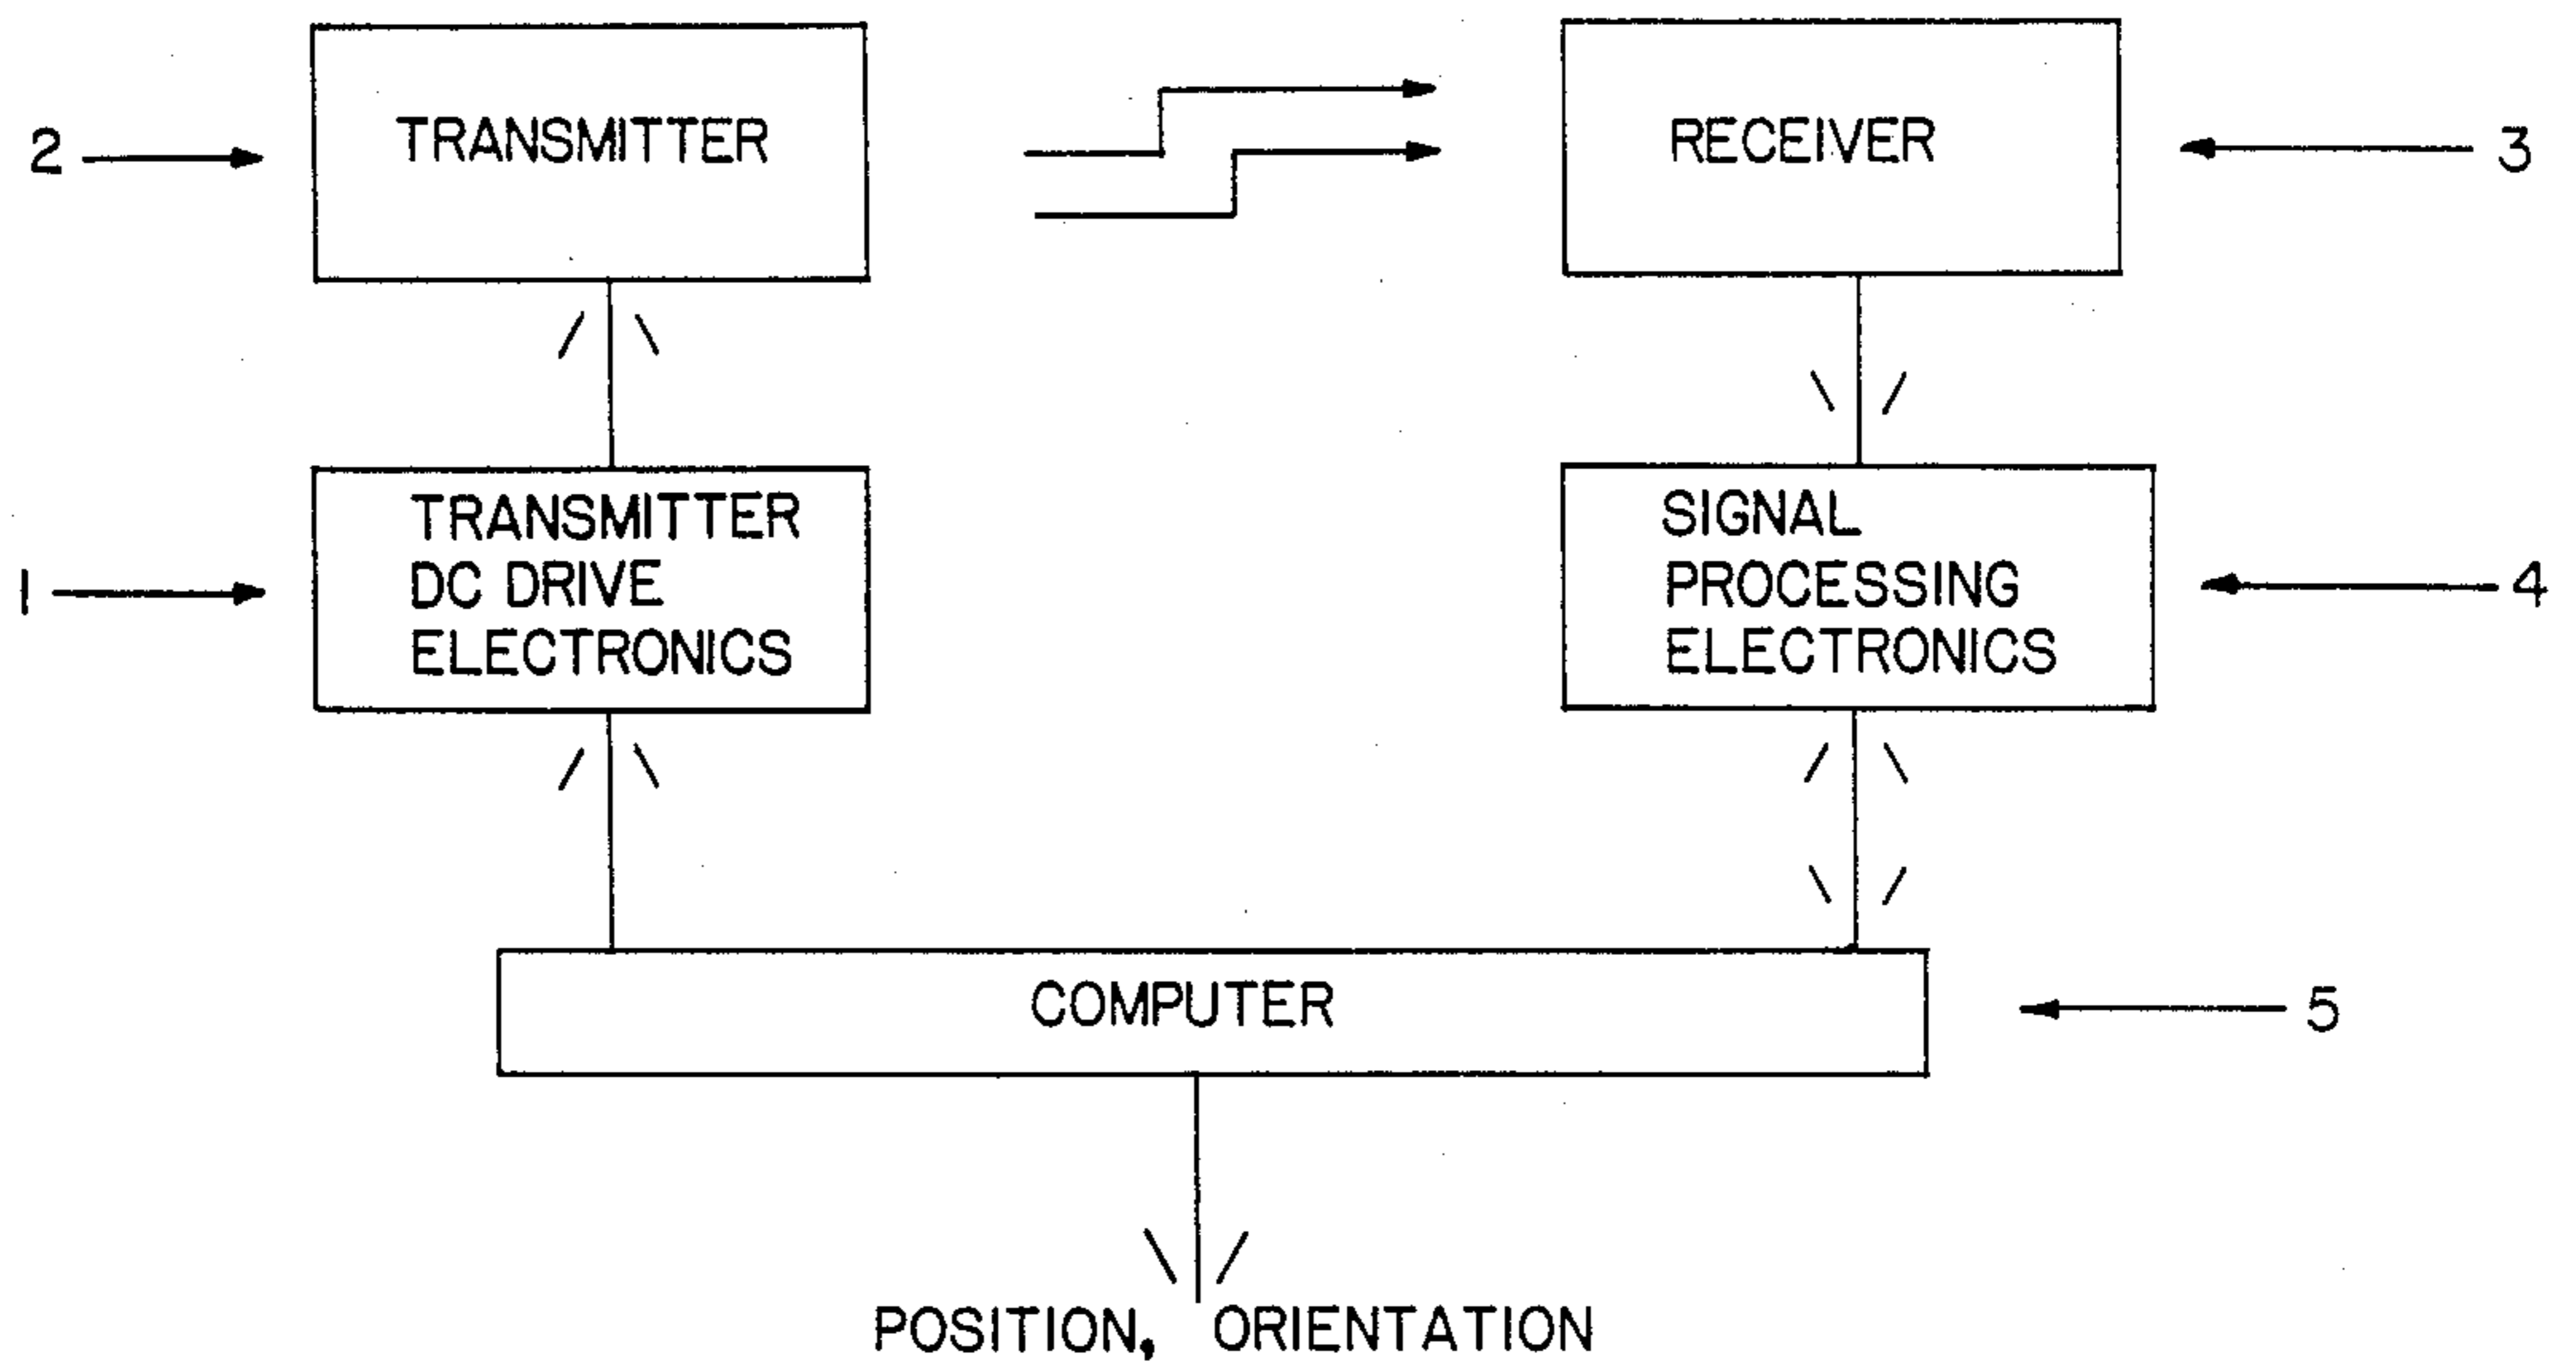 2
TRANSMITTER
RECEIVER
3
1
TRANSMITTER
DC DRIVE
ELECTRONICS
SIGNAL
PROCESSING
ELECTRONICS
4
COMPUTER
5
POSITION, ORIENTATION